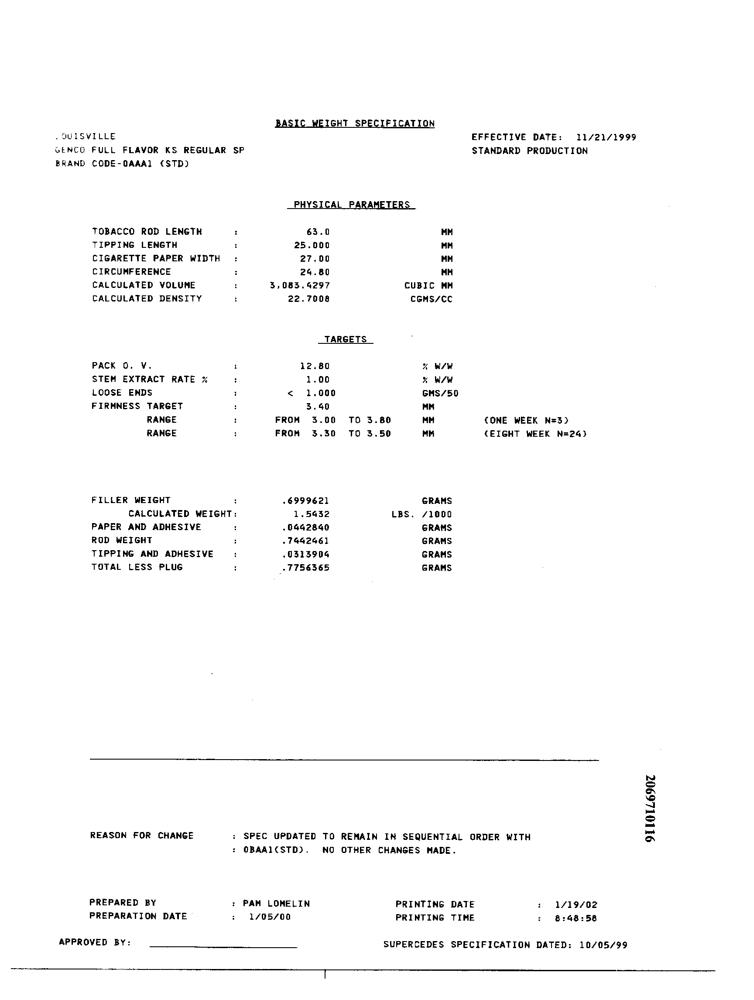 BASIC WEIGHT SPECIFICATION
.OUISVILLE EFFECTIVE DATE: 11/21/1999
GENCO FULL FLAVOR KS REGULAR SP STANDARD PRODUCTION
BRAND CODE-0AAA1 (STD)
PHYSICAL PARAMETERS
TOBACCO ROD LENGTH : 63.0 MM
TIPPING LENGTH : 25.000 MM
CIGARETTE PAPER WIDTH : 27.00 MM
CIRCUMFERENCE : 24.80 MM
CALCULATED VOLUME : 3,083.4297 CUBIC MM
CALCULATED DENSITY : 22.7008 CGMS/CC
TARGETS
PACK O. V. : 12.80 % W/W
STEM EXTRACT RATE % : 1.00 % W/W
LOOSE ENDS : < 1.000 GMS/50
FIRMNESS TARGET : 3.40 MM
RANGE : FROM 3.00 TO 3.80 MM (ONE WEEK N=3)
RANGE : FROM 3.30 TO 3.50 MM (EIGHT WEEK N=24)
FILLER WEIGHT : .6999621 GRAMS
CALCULATED WEIGHT: 1.5432 LBS. /1000
PAPER AND ADHESIVE : .0442840 GRAMS
ROD WEIGHT : .7442461 GRAMS
TIPPING AND ADHESIVE : .0313904 GRAMS
TOTAL LESS PLUG : .7756365 GRAMS
2069710116
REASON FOR CHANGE : SPEC UPDATED TO REMAIN IN SEQUENTIAL ORDER WITH
: 0BAA1(STD). NO OTHER CHANGES MADE.
PREPARED BY : PAM LOMELIN PRINTING DATE : 1/19/02
PREPARATION DATE : 1/05/00 PRINTING TIME : 8:48:58
APPROVED BY: SUPERCEDES SPECIFICATION DATED: 10/05/99